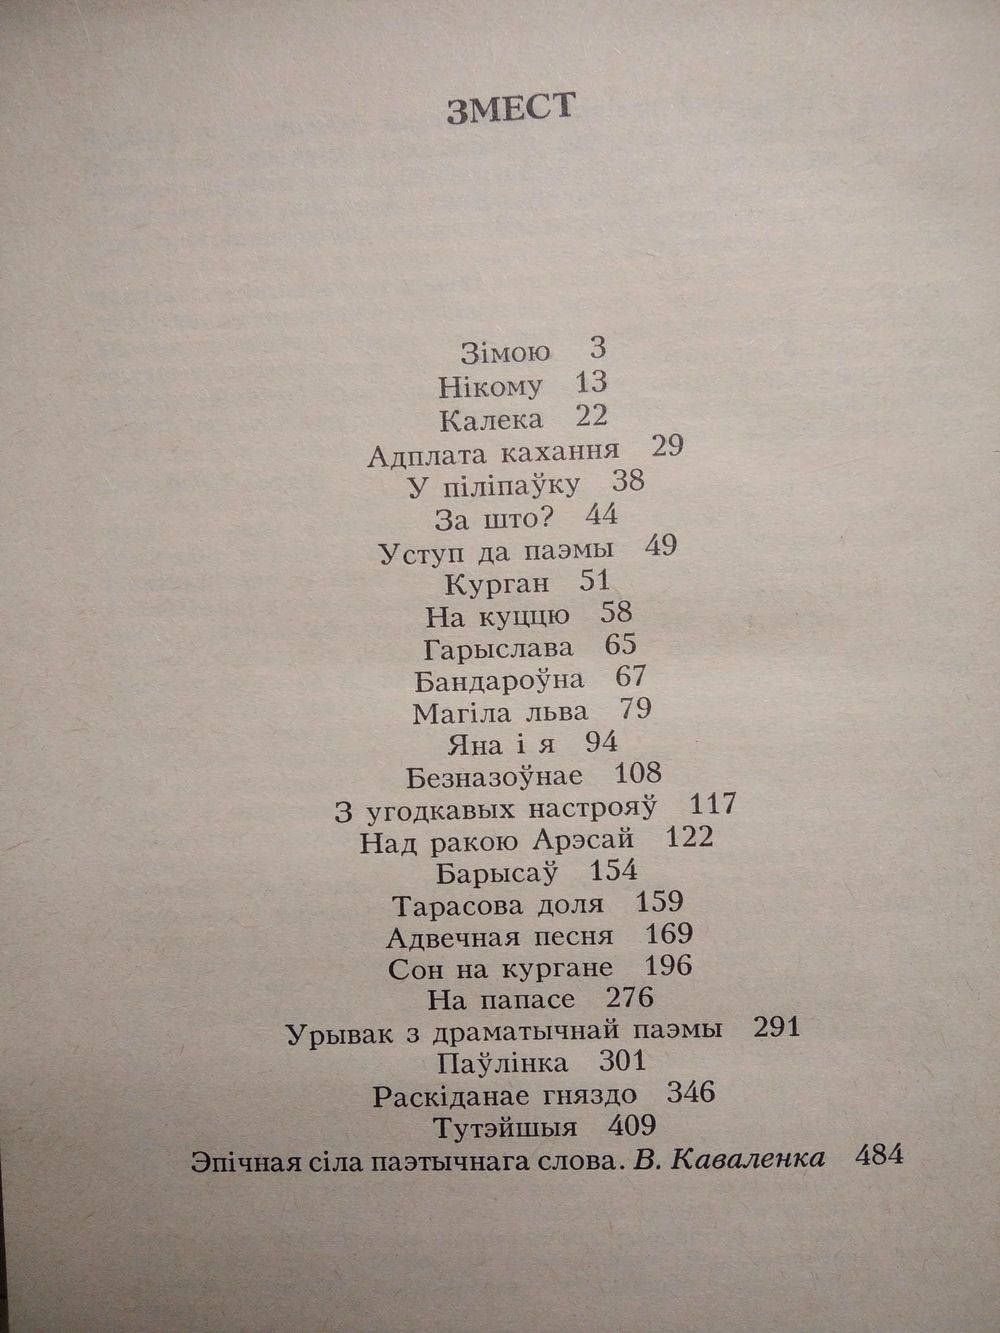 ЗМЕСТ
Зімою 3
Нікому 13
Калека 22
Адплата кахання 29
У піліпаўку 38
За што? 44
Уступ да паэмы 49
Курган 51
На куццю 58
Гарыслава 65
Бандароўна 67
Магіла льва 79
Яна і я 94
Безназоўнае 108
З угодкавых настрояў 117
Над ракою Арэсай 122
Барысаў 154
Тарасова доля 159
Адвечная песня 169
Сон на кургане 196
На папасе 276
Урывак з драматычнай паэмы 291
Паўлінка 301
Раскіданае гняздо 346
Тутэйшыя 409
Эпічная сіла паэтычнага слова. В. Каваленка 484